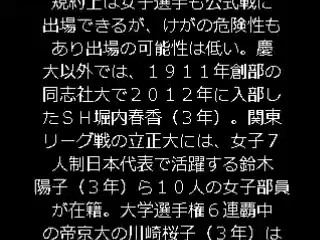 規約上は女子選手も公式戦に
出場できるが、けがの危険性も
あり出場の可能性は低い。慶
大以外では、１９１１年創部の
同志社大で２０１２年に入部し
たＳＨ堀内春香（３年）。関東
リーグ戦の立正大には、女子７
人制日本代表で活躍する鈴木
陽子（３年）ら１０人の女子部員
が在籍。大学選手権６連覇中
の帝京大の川崎桜子（３年）は